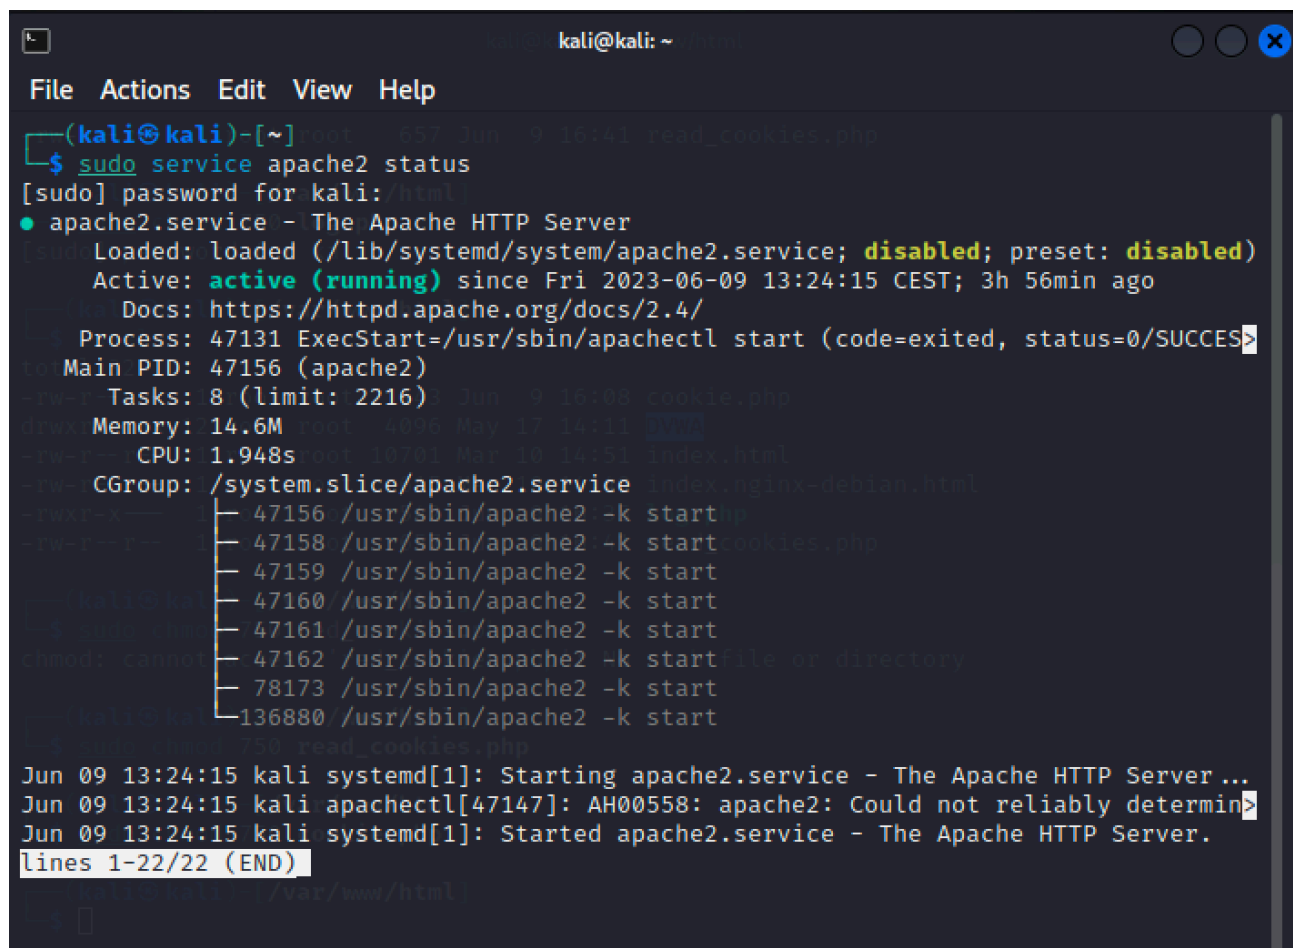 kali@kali: ~
File Actions Edit View Help
┌──(kali㉿kali)-[~]
└─$ sudo service apache2 status
[sudo] password for kali:
● apache2.service - The Apache HTTP Server
Loaded: loaded (/lib/systemd/system/apache2.service; disabled; preset: disabled)
Active: active (running) since Fri 2023-06-09 13:24:15 CEST; 3h 56min ago
Docs: https://httpd.apache.org/docs/2.4/
Process: 47131 ExecStart=/usr/sbin/apachectl start (code=exited, status=0/SUCCES>
Main PID: 47156 (apache2)
Tasks: 8 (limit: 2216)
Memory: 14.6M
CPU: 1.948s
CGroup: /system.slice/apache2.service
├─ 47156 /usr/sbin/apache2 -k start
├─ 47158 /usr/sbin/apache2 -k start
├─ 47159 /usr/sbin/apache2 -k start
├─ 47160 /usr/sbin/apache2 -k start
├─ 47161 /usr/sbin/apache2 -k start
├─ 47162 /usr/sbin/apache2 -k start
├─ 78173 /usr/sbin/apache2 -k start
└─136880 /usr/sbin/apache2 -k start
Jun 09 13:24:15 kali systemd[1]: Starting apache2.service - The Apache HTTP Server...
Jun 09 13:24:15 kali apachectl[47147]: AH00558: apache2: Could not reliably determin>
Jun 09 13:24:15 kali systemd[1]: Started apache2.service - The Apache HTTP Server.
lines 1-22/22 (END)